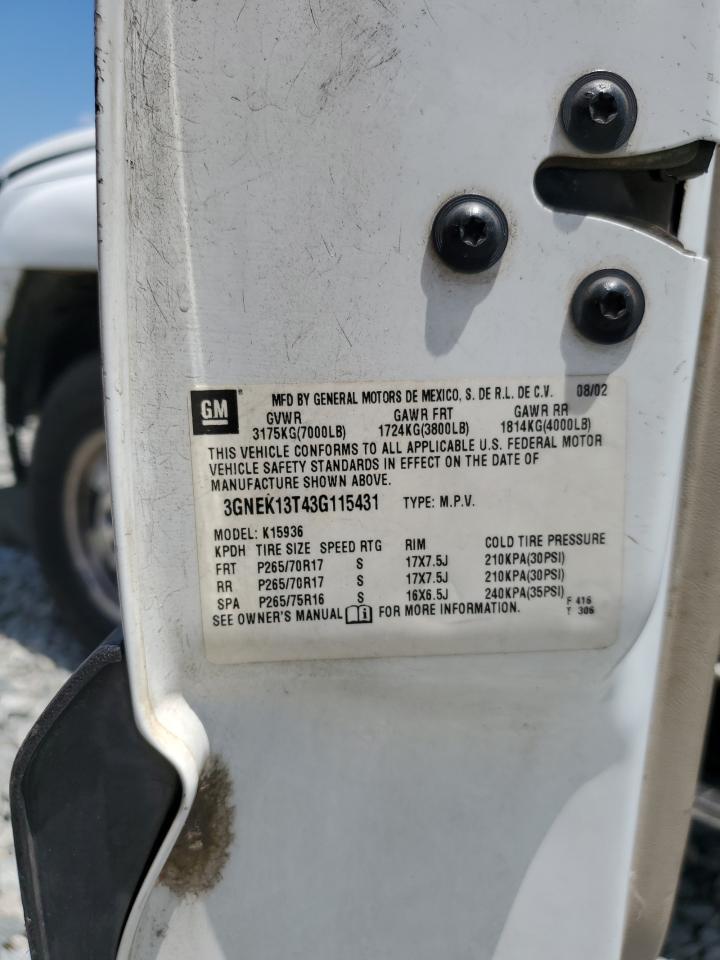 GM MFD BY GENERAL MOTORS DE MEXICO, S. DE R.L. DE C.V. 08/02
GVWR GAWR FRT GAWR RR
3175KG(7000LB) 1724KG(3800LB) 1814KG(4000LB)
THIS VEHICLE CONFORMS TO ALL APPLICABLE U.S. FEDERAL MOTOR
VEHICLE SAFETY STANDARDS IN EFFECT ON THE DATE OF
MANUFACTURE SHOWN ABOVE.
3GNEK13T43G115431 TYPE: M.P.V.
MODEL: K15936
KPDH TIRE SIZE SPEED RTG RIM COLD TIRE PRESSURE
FRT P265/70R17 S 17X7.5J 210KPA(30PSI)
RR P265/70R17 S 17X7.5J 210KPA(30PSI)
SPA P265/75R16 S 16X6.5J 240KPA(35PSI)
SEE OWNER'S MANUAL FOR MORE INFORMATION.
F 416
T 306